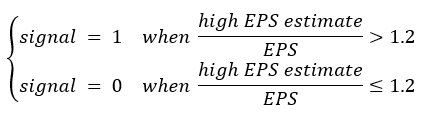 signal = 1 when high EPS estimate / EPS > 1.2
signal = 0 when high EPS estimate / EPS ≤ 1.2